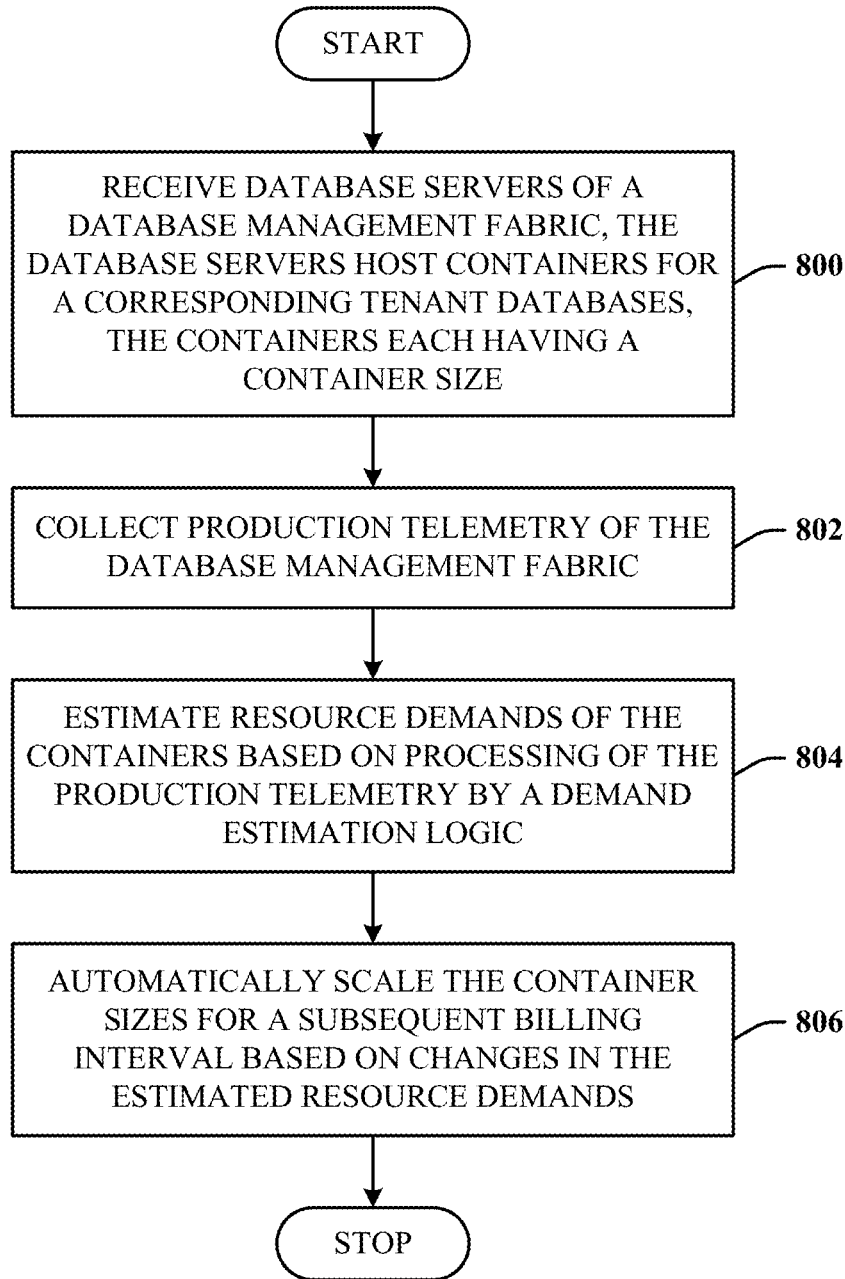 START
RECEIVE DATABASE SERVERS OF A
DATABASE MANAGEMENT FABRIC, THE
DATABASE SERVERS HOST CONTAINERS FOR
A CORRESPONDING TENANT DATABASES,
THE CONTAINERS EACH HAVING A
CONTAINER SIZE
800
COLLECT PRODUCTION TELEMETRY OF THE
DATABASE MANAGEMENT FABRIC
802
ESTIMATE RESOURCE DEMANDS OF THE
CONTAINERS BASED ON PROCESSING OF THE
PRODUCTION TELEMETRY BY A DEMAND
ESTIMATION LOGIC
804
AUTOMATICALLY SCALE THE CONTAINER
SIZES FOR A SUBSEQUENT BILLING
INTERVAL BASED ON CHANGES IN THE
ESTIMATED RESOURCE DEMANDS
806
STOP